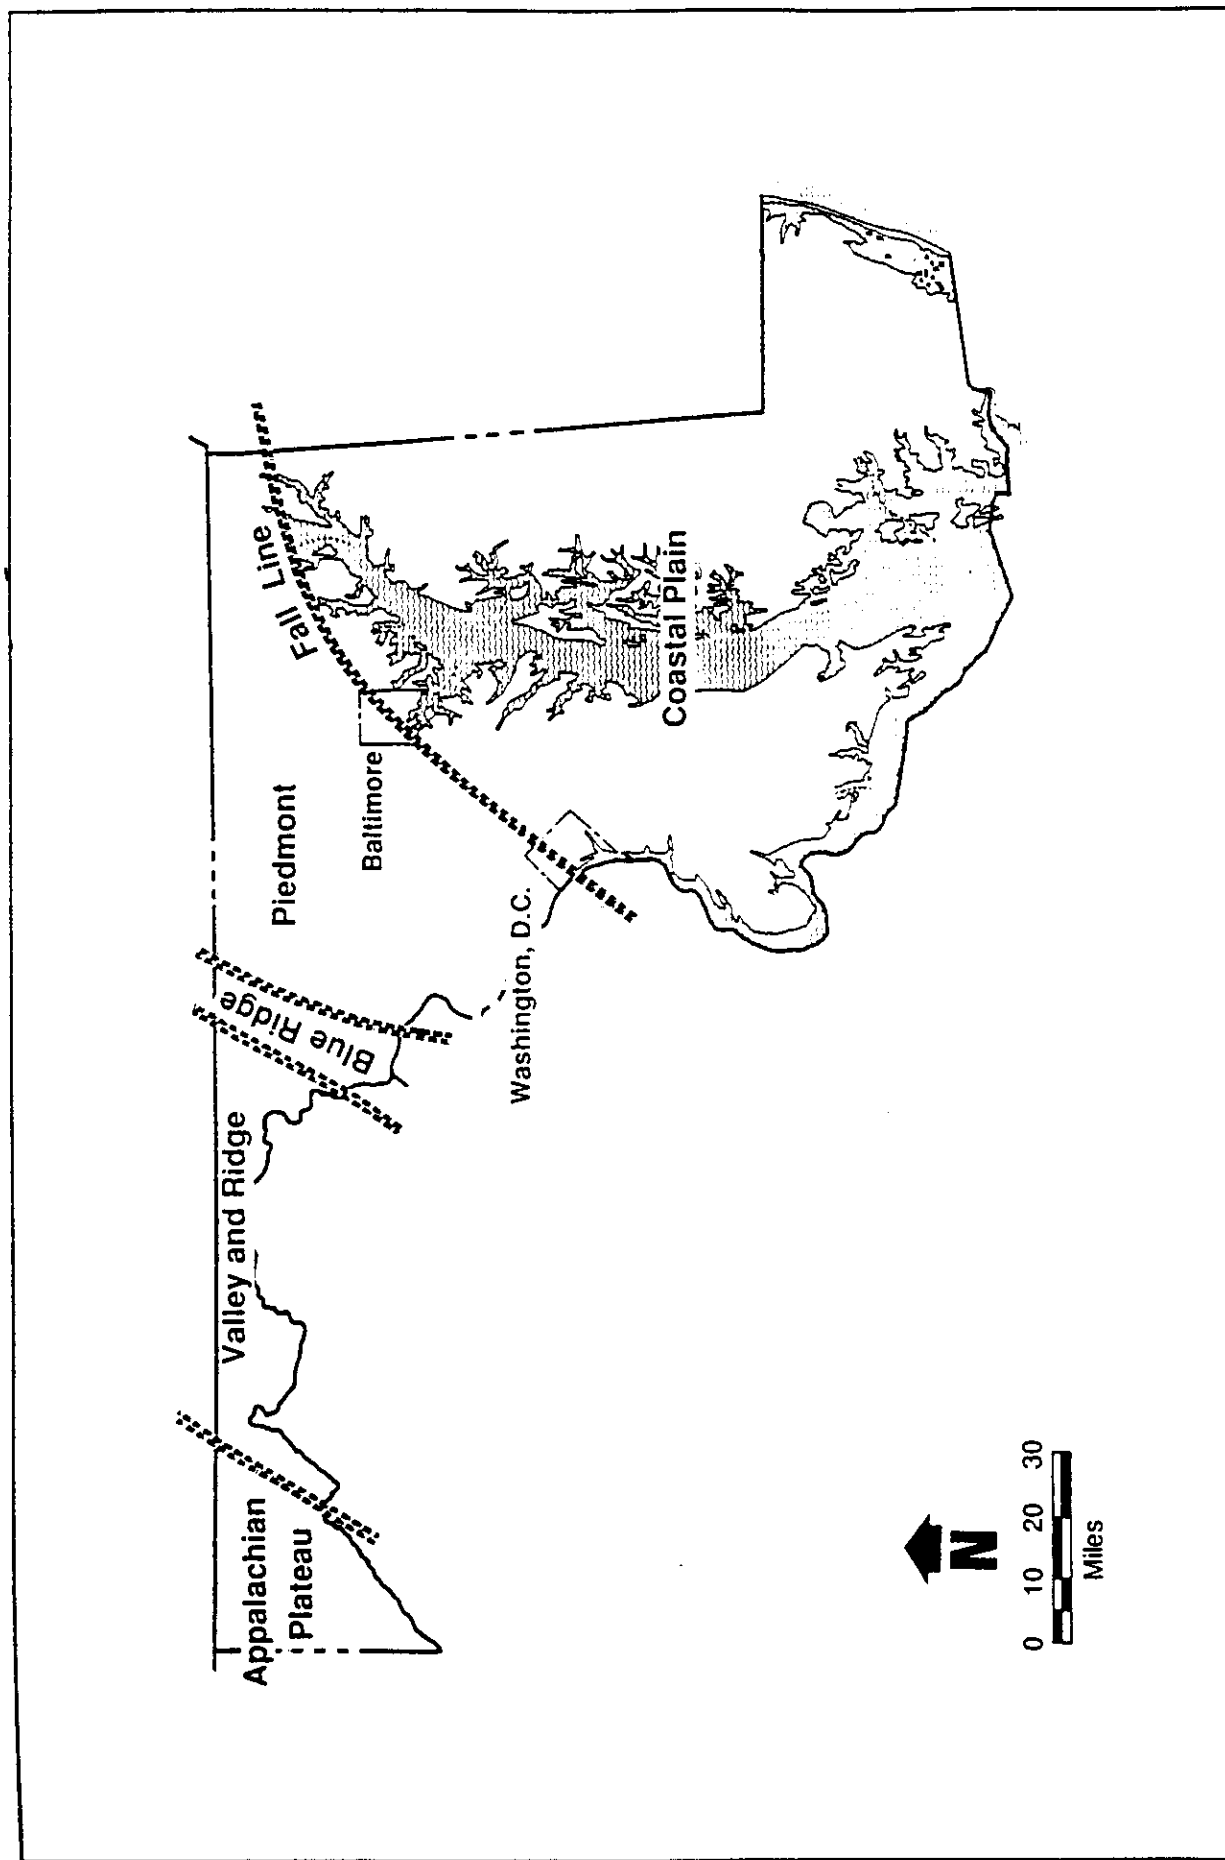 Appalachian
Plateau
Valley and Ridge
Blue Ridge
Piedmont
Fall Line
Baltimore
Washington, D.C.
Coastal Plain
N
0 10 20 30
Miles